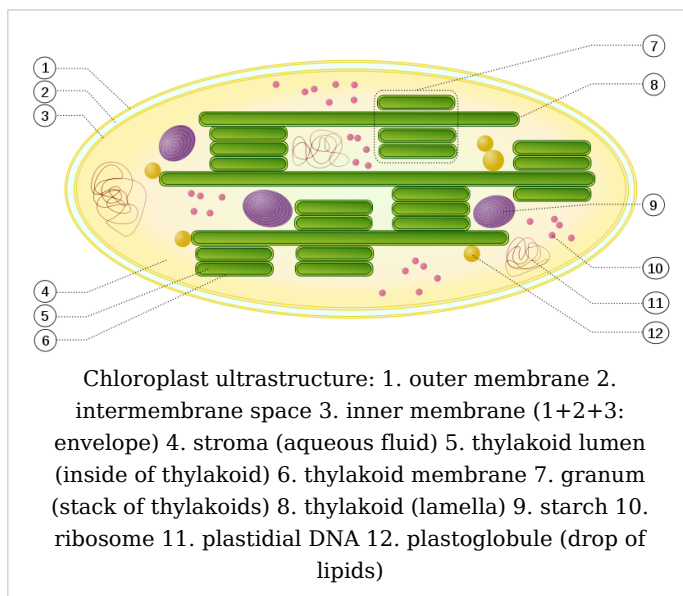 1
2
3
4
5
6
7
8
9
10
11
12
Chloroplast ultrastructure: 1. outer membrane 2.
intermembrane space 3. inner membrane (1+2+3:
envelope) 4. stroma (aqueous fluid) 5. thylakoid lumen
(inside of thylakoid) 6. thylakoid membrane 7. granum
(stack of thylakoids) 8. thylakoid (lamella) 9. starch 10.
ribosome 11. plastidial DNA 12. plastoglobule (drop of
lipids)